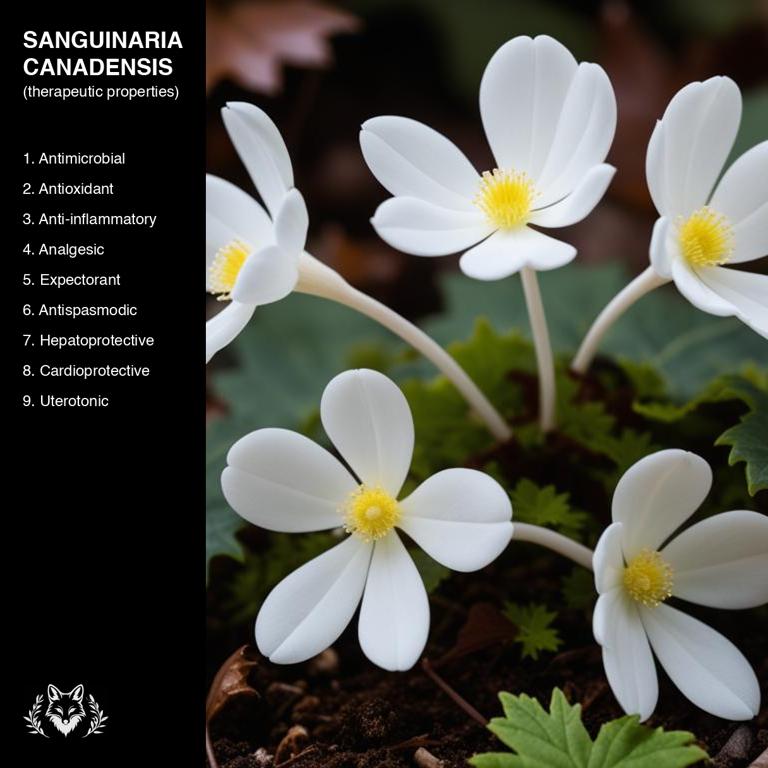 SANGUINARIA
CANADENSIS
(therapeutic properties)
1. Antimicrobial
2. Antioxidant
3. Anti-inflammatory
4. Analgesic
5. Expectorant
6. Antispasmodic
7. Hepatoprotective
8. Cardioprotective
9. Uterotonic